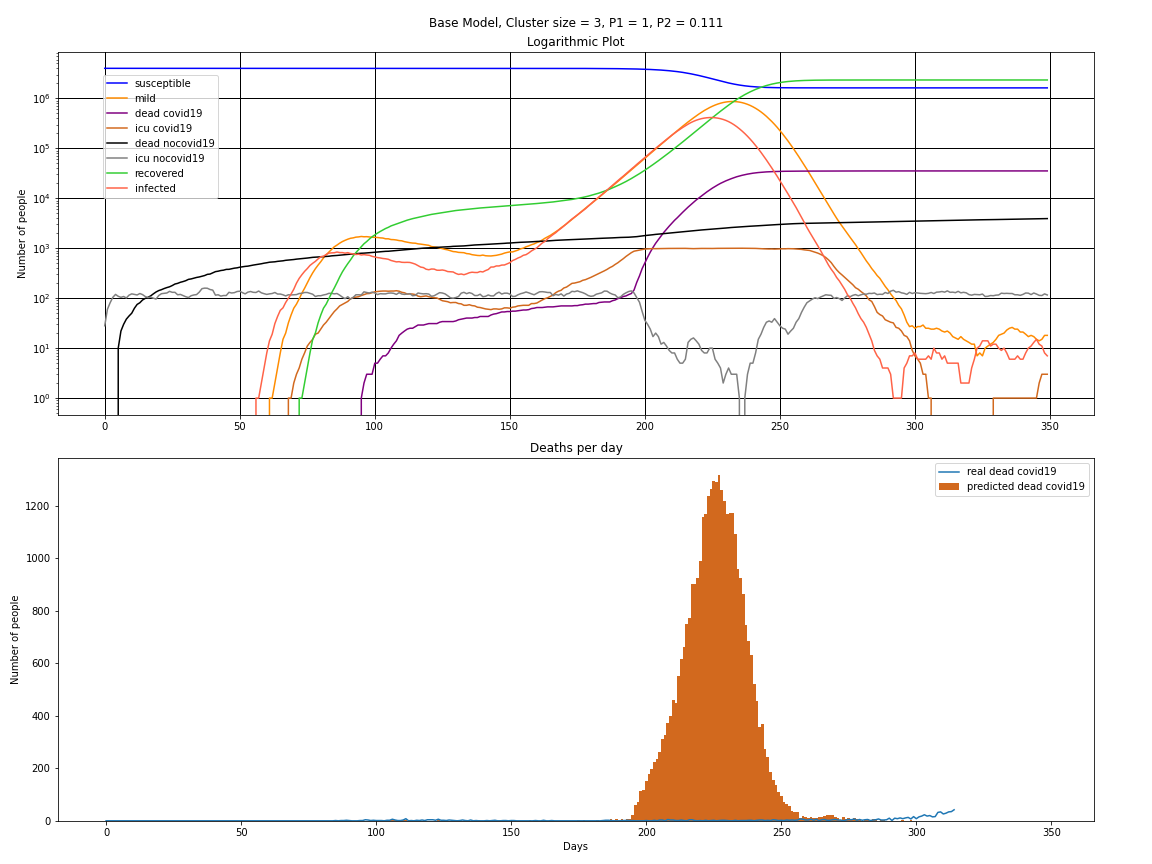 Base Model, Cluster size = 3, P1 = 1, P2 = 0.111
Logarithmic Plot
susceptible
mild
dead covid19
icu covid19
dead nocovid19
icu nocovid19
recovered
infected
Number of people
10⁶
10⁵
10⁴
10³
10²
10¹
10⁰
0 50 100 150 200 250 300 350
Deaths per day
real dead covid19
predicted dead covid19
Number of people
1200
1000
800
600
400
200
0
0 50 100 150 200 250 300 350
Days